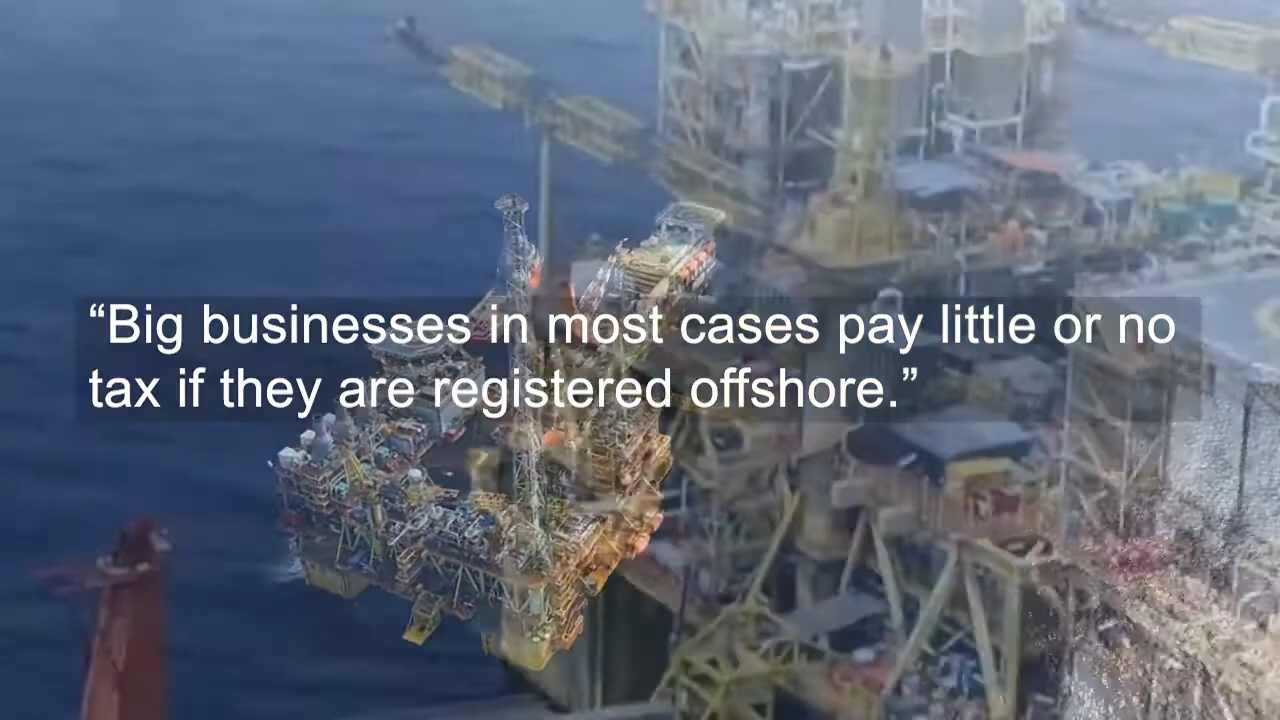 “Big businesses in most cases pay little or no
tax if they are registered offshore.”